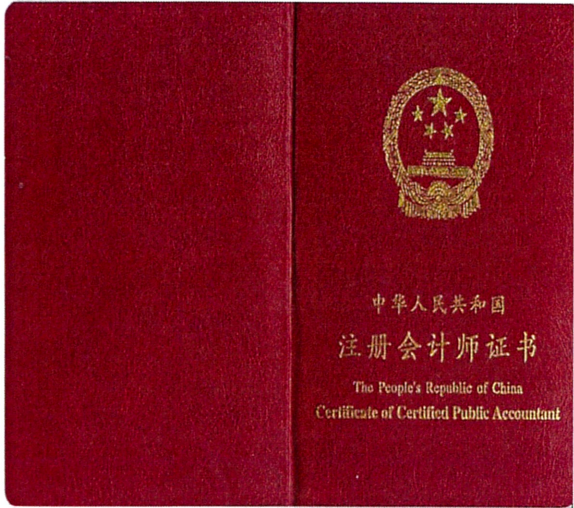 中华人民共和国
注册会计师证书
The People's Republic of China
Certificate of Certified Public Accountant